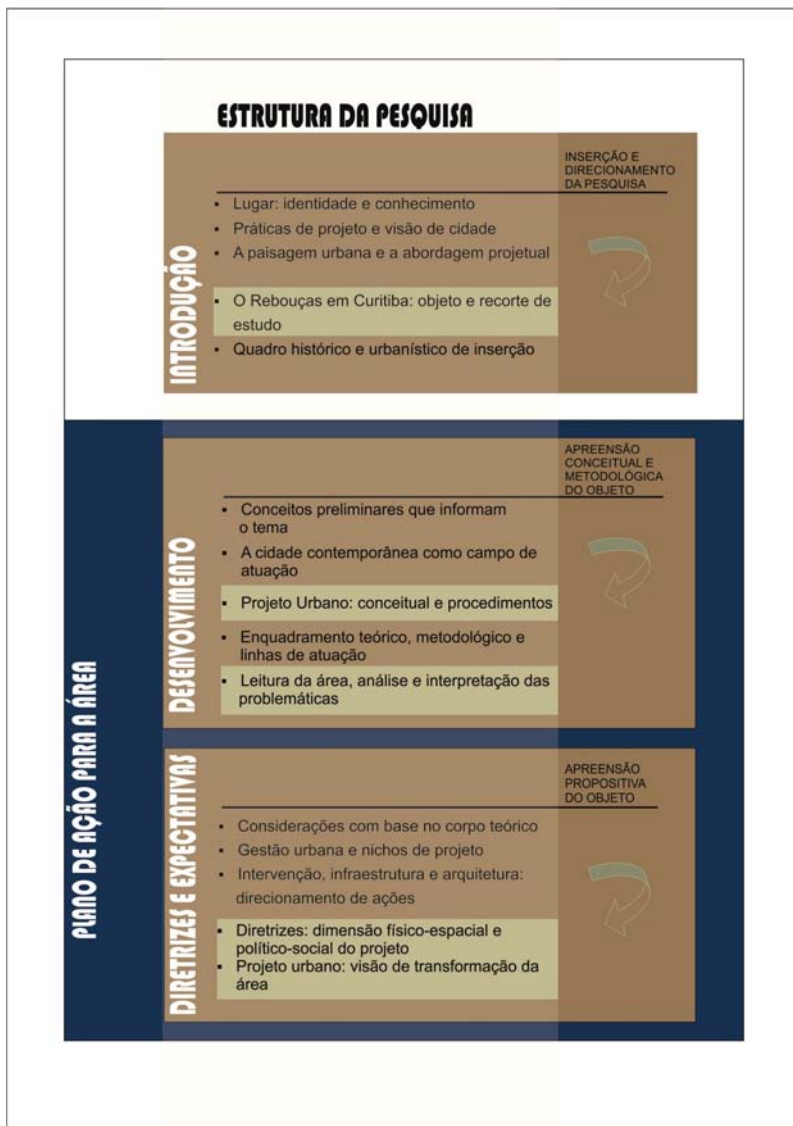 ESTRUTURA DA PESQUISA
INTRODUÇÃO
INSERÇÃO E
DIRECIONAMENTO
DA PESQUISA
▪ Lugar: identidade e conhecimento
▪ Práticas de projeto e visão de cidade
▪ A paisagem urbana e a abordagem projetual
▪ O Rebouças em Curitiba: objeto e recorte de
estudo
▪ Quadro histórico e urbanístico de inserção
PLANO DE AÇÃO PARA A ÁREA
DESENVOLVIMENTO
APREENSÃO
CONCEITUAL E
METODOLÓGICA
DO OBJETO
▪ Conceitos preliminares que informam
o tema
▪ A cidade contemporânea como campo de
atuação
▪ Projeto Urbano: conceitual e procedimentos
▪ Enquadramento teórico, metodológico e
linhas de atuação
▪ Leitura da área, análise e interpretação das
problemáticas
DIRETRIZES E EXPECTATIVAS
APREENSÃO
PROPOSITIVA
DO OBJETO
▪ Considerações com base no corpo teórico
▪ Gestão urbana e nichos de projeto
▪ Intervenção, infraestrutura e arquitetura:
direcionamento de ações
▪ Diretrizes: dimensão físico-espacial e
político-social do projeto
▪ Projeto urbano: visão de transformação da
área